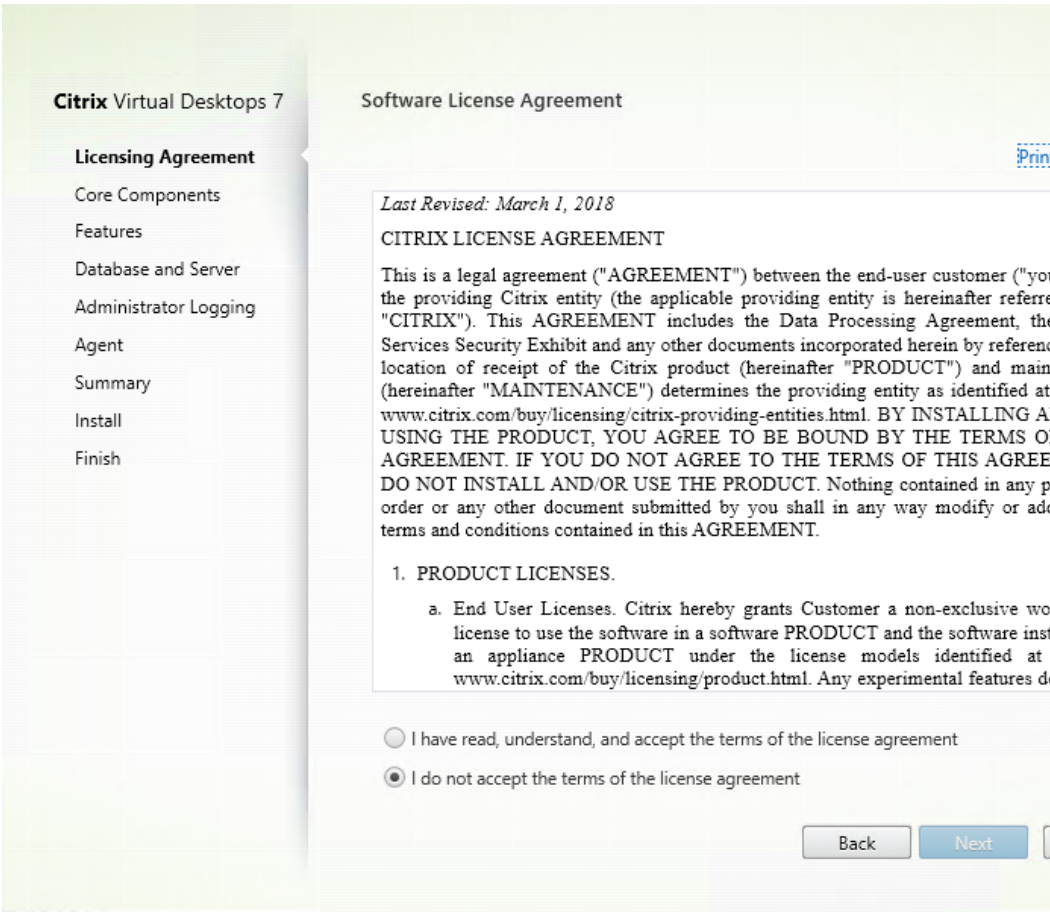 Citrix Virtual Desktops 7
Licensing Agreement
Core Components
Features
Database and Server
Administrator Logging
Agent
Summary
Install
Finish
Software License Agreement
Prin
Last Revised: March 1, 2018
CITRIX LICENSE AGREEMENT
This is a legal agreement ("AGREEMENT") between the end-user customer ("you
the providing Citrix entity (the applicable providing entity is hereinafter referre
"CITRIX"). This AGREEMENT includes the Data Processing Agreement, the
Services Security Exhibit and any other documents incorporated herein by referenc
location of receipt of the Citrix product (hereinafter "PRODUCT") and main
(hereinafter "MAINTENANCE") determines the providing entity as identified at
www.citrix.com/buy/licensing/citrix-providing-entities.html. BY INSTALLING A
USING THE PRODUCT, YOU AGREE TO BE BOUND BY THE TERMS O
AGREEMENT. IF YOU DO NOT AGREE TO THE TERMS OF THIS AGREE
DO NOT INSTALL AND/OR USE THE PRODUCT. Nothing contained in any p
order or any other document submitted by you shall in any way modify or add
terms and conditions contained in this AGREEMENT.
1. PRODUCT LICENSES.
a. End User Licenses. Citrix hereby grants Customer a non-exclusive wo
license to use the software in a software PRODUCT and the software inst
an appliance PRODUCT under the license models identified at
www.citrix.com/buy/licensing/product.html. Any experimental features de
I have read, understand, and accept the terms of the license agreement
I do not accept the terms of the license agreement
Back
Next